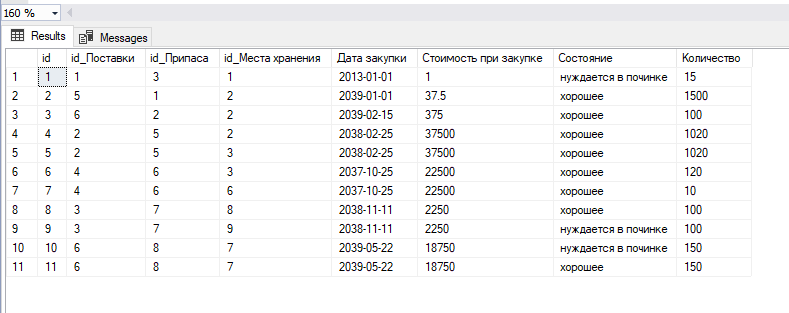 160 %
Results Messages
id id_Поставки id_Припаса id_Места хранения Дата закупки Стоимость при закупке Состояние Количество
1 1 1 3 1 2013-01-01 1 нуждается в починке 15
2 2 5 1 2 2039-01-01 37.5 хорошее 1500
3 3 6 2 2 2039-02-15 375 хорошее 100
4 4 2 5 2 2038-02-25 37500 хорошее 1020
5 5 2 5 3 2038-02-25 37500 хорошее 1020
6 6 4 6 3 2037-10-25 22500 хорошее 120
7 7 4 6 6 2037-10-25 22500 хорошее 10
8 8 3 7 8 2038-11-11 2250 хорошее 100
9 9 3 7 9 2038-11-11 2250 нуждается в починке 100
10 10 6 8 7 2039-05-22 18750 нуждается в починке 150
11 11 6 8 7 2039-05-22 18750 хорошее 150